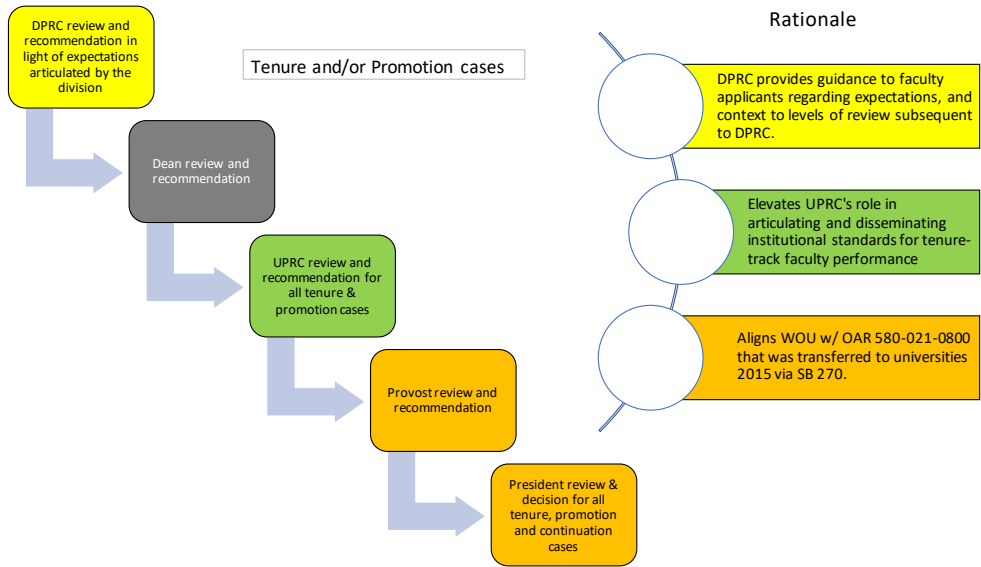 DPRC review and
recommendation in
light of expectations
articulated by the
division
Tenure and/or Promotion cases
Dean review and
recommendation
UPRC review and
recommendation for
all tenure &
promotion cases
Provost review and
recommendation
President review &
decision for all
tenure, promotion
and continuation
cases
Rationale
DPRC provides guidance to faculty
applicants regarding expectations, and
context to levels of review subsequent
to DPRC.
Elevates UPRC's role in
articulating and disseminating
institutional standards for tenure-
track faculty performance
Aligns WOU w/ OAR 580-021-0800
that was transferred to universities
2015 via SB 270.